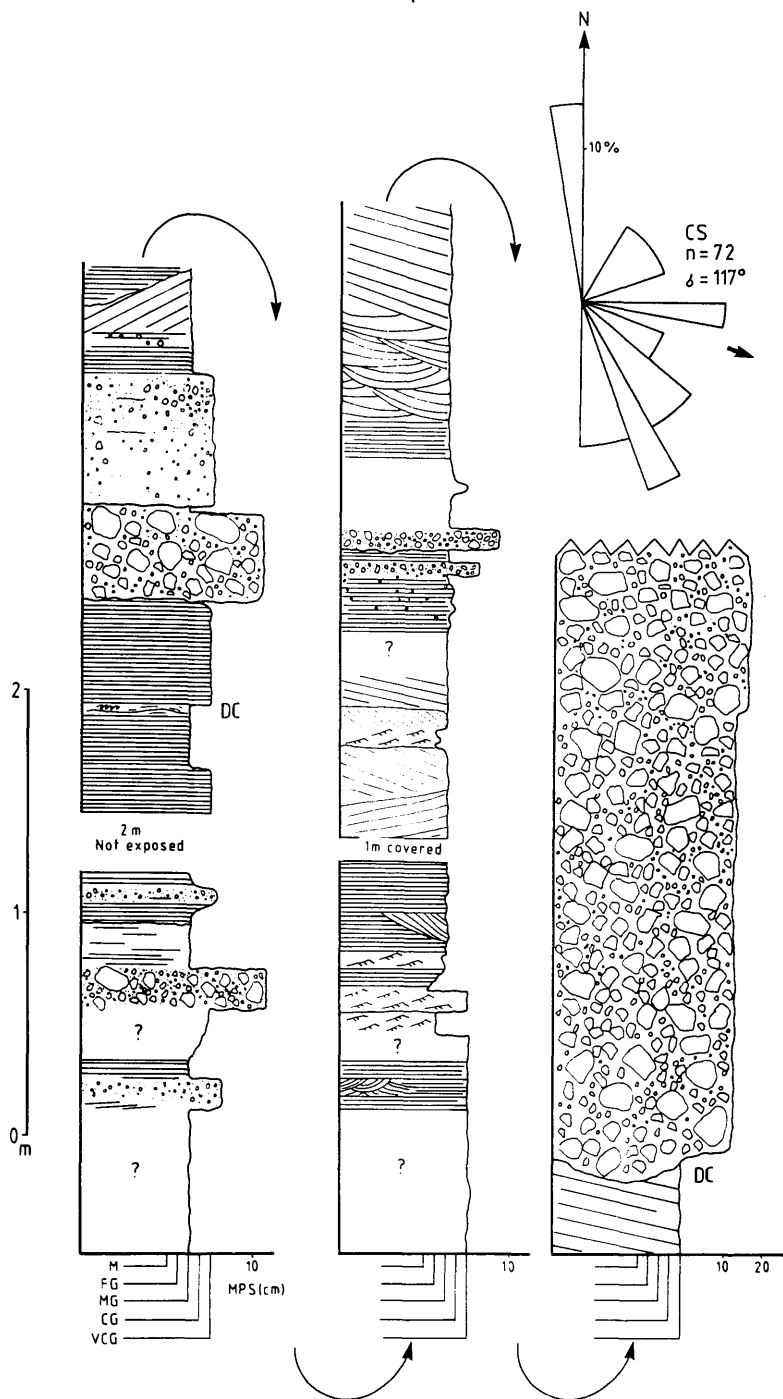 N
10%
CS
n=72
ɕ=117°
DC
2
2m
Not exposed
1m covered
1
?
?
?
0
m
?
?
DC
M
FG
MG
CG
VCG
10
MPS(cm)
10
10 20